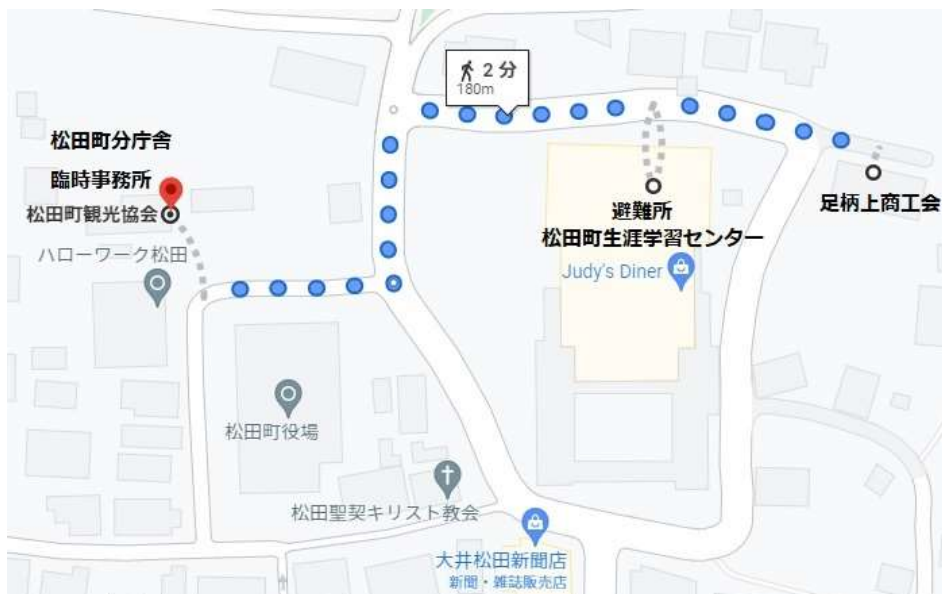 2 分
180m
松田町分庁舎
臨時事務所
松田町観光協会
ハローワーク松田
避難所
松田町生涯学習センター
Judy's Diner
足柄上商工会
松田町役場
松田聖契キリスト教会
大井松田新聞店
新聞・雑誌販売店